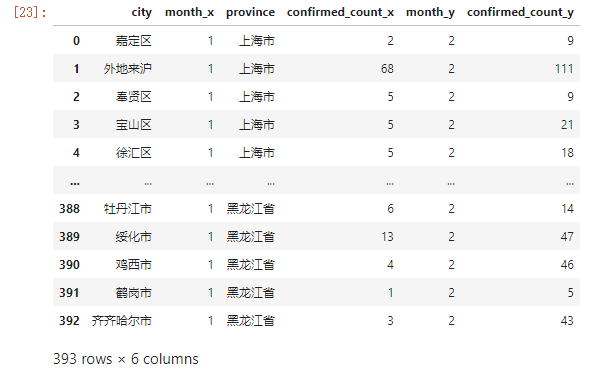 [23]:
city month_x province confirmed_count_x month_y confirmed_count_y
0 嘉定区 1 上海市 2 2 9
1 外地来沪 1 上海市 68 2 111
2 奉贤区 1 上海市 5 2 9
3 宝山区 1 上海市 5 2 21
4 徐汇区 1 上海市 5 2 18
... ... ... ... ... ... ...
388 牡丹江市 1 黑龙江省 6 2 14
389 绥化市 1 黑龙江省 13 2 47
390 鸡西市 1 黑龙江省 4 2 46
391 鹤岗市 1 黑龙江省 1 2 5
392 齐齐哈尔市 1 黑龙江省 3 2 43
393 rows × 6 columns